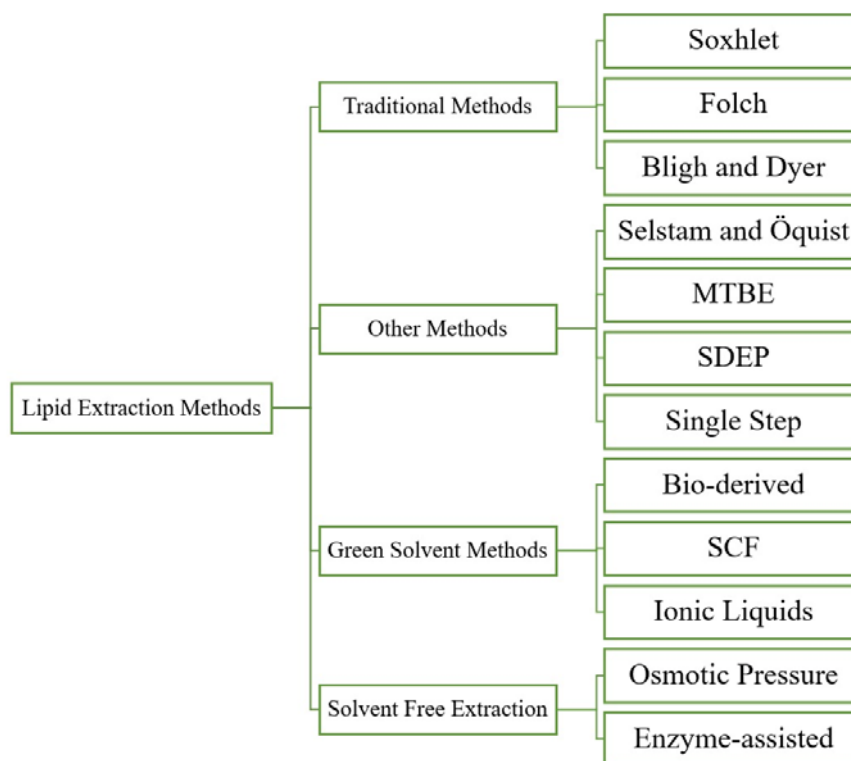 Lipid Extraction Methods
Traditional Methods
Soxhlet
Folch
Bligh and Dyer
Other Methods
Selstam and Öquist
MTBE
SDEP
Single Step
Green Solvent Methods
Bio-derived
SCF
Ionic Liquids
Solvent Free Extraction
Osmotic Pressure
Enzyme-assisted